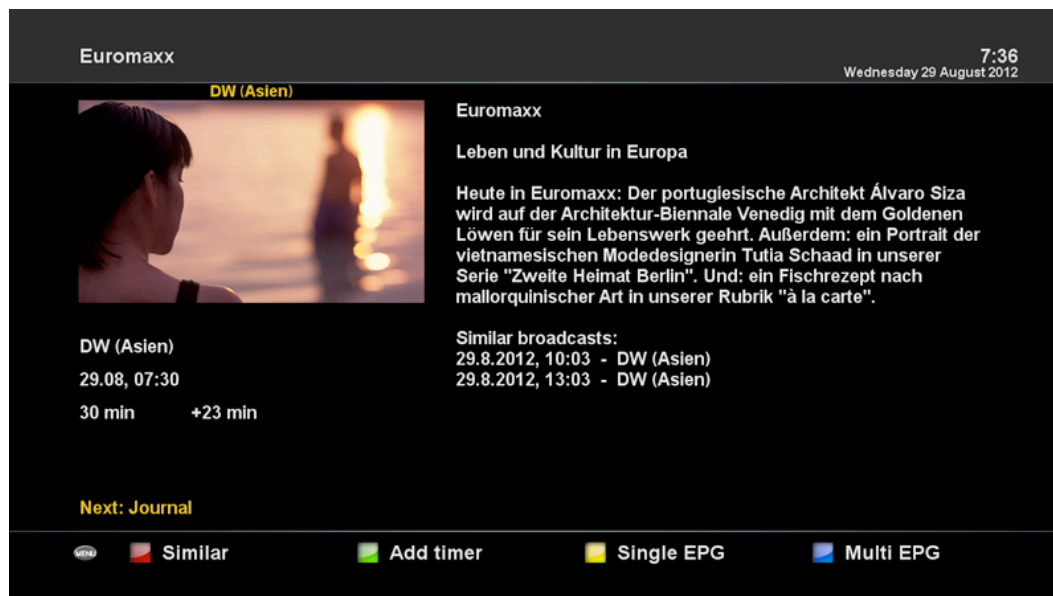 Euromaxx
7:36
Wednesday 29 August 2012
DW (Asien)
Euromaxx
Leben und Kultur in Europa
Heute in Euromaxx: Der portugiesische Architekt Álvaro Siza
wird auf der Architektur-Biennale Venedig mit dem Goldenen
Löwen für sein Lebenswerk geehrt. Außerdem: ein Portrait der
vietnamesischen Modedesignerin Tutia Schaad in unserer
Serie "Zweite Heimat Berlin". Und: ein Fischrezept nach
mallorquinischer Art in unserer Rubrik "à la carte".
Similar broadcasts:
29.8.2012, 10:03 - DW (Asien)
29.8.2012, 13:03 - DW (Asien)
DW (Asien)
29.08, 07:30
30 min +23 min
Next: Journal
MENU Similar Add timer Single EPG Multi EPG